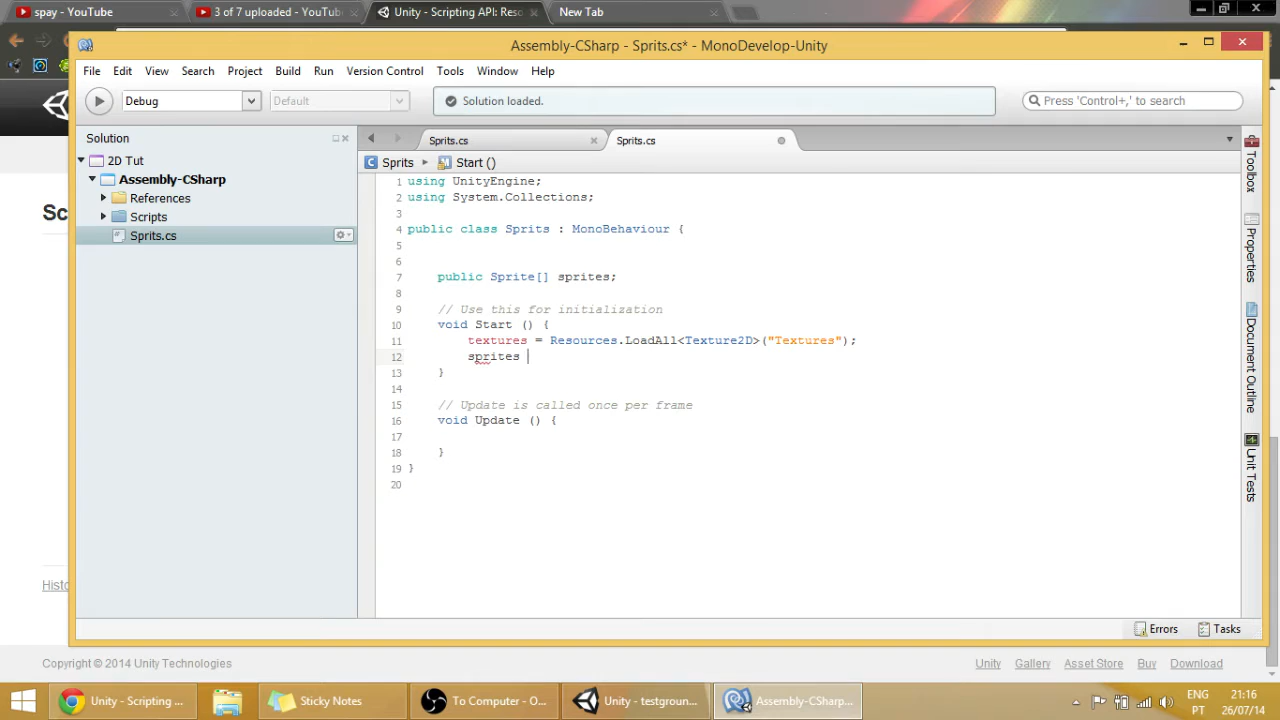 spay - YouTube
3 of 7 uploaded - YouTu
Unity - Scripting API: Reso
New Tab
Assembly-CSharp - Sprits.cs* - MonoDevelop-Unity
File Edit View Search Project Build Run Version Control Tools Window Help
Debug
Default
Solution loaded.
Press 'Control+,' to search
Solution
Sprits.cs
Sprits.cs
2D Tut
Sprits
Start ()
Assembly-CSharp
References
Scripts
Sprits.cs
1 using UnityEngine;
2 using System.Collections;
3
4 public class Sprits : MonoBehaviour {
5
6
7 public Sprite[] sprites;
8
9 // Use this for initialization
10 void Start () {
11 textures = Resources.LoadAll<Texture2D>("Textures");
12 sprites
13 }
14
15 // Update is called once per frame
16 void Update () {
17
18 }
19 }
20
Toolbox
Properties
Document Outline
Unit Tests
Sc
Histo
Errors
Tasks
Copyright © 2014 Unity Technologies
Unity Gallery Asset Store Buy Download
Unity - Scripting ...
Sticky Notes
To Computer - O...
Unity - testgroun...
Assembly-CSharp...
ENG
PT
21:16
26/07/14